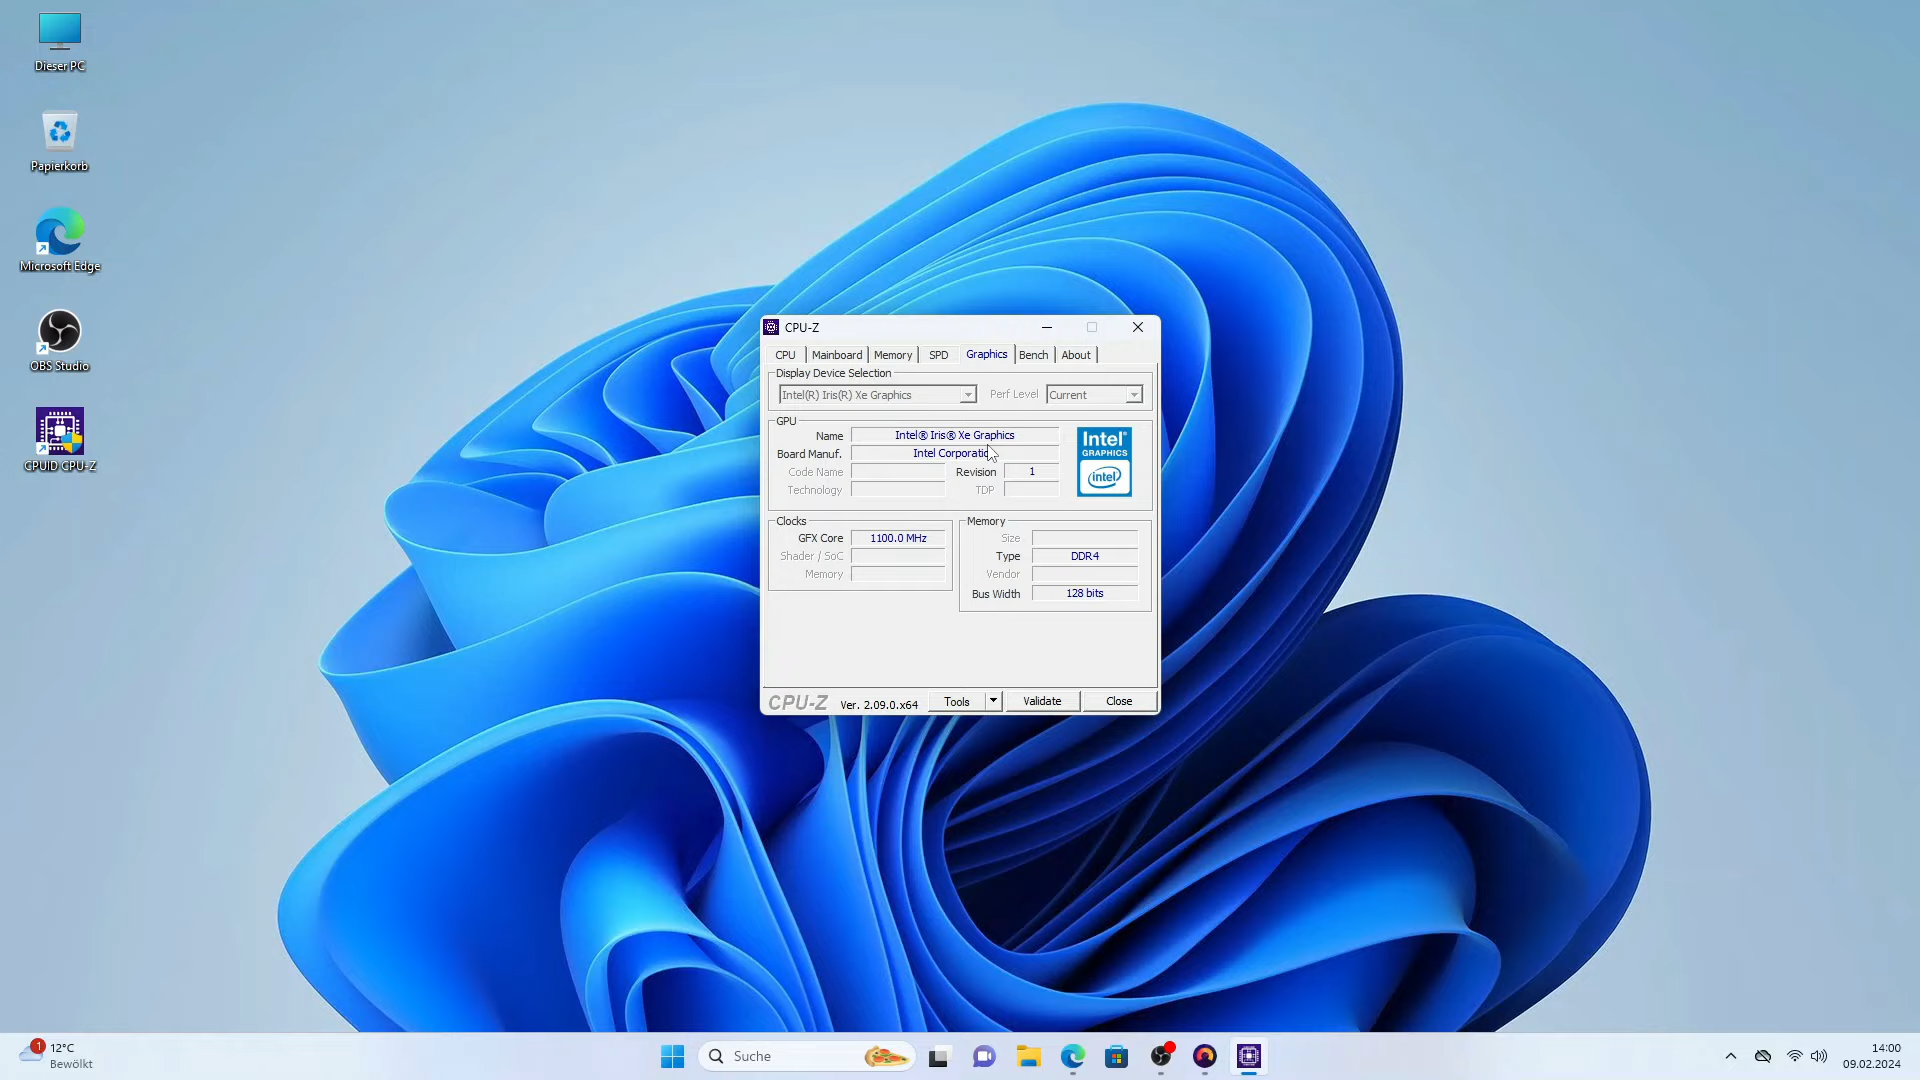 Dieser PC
Papierkorb
Microsoft Edge
OBS Studio
CPUID CPU-Z
CPU-Z
CPU Mainboard Memory SPD Graphics Bench About
Display Device Selection
Intel(R) Iris(R) Xe Graphics Perf Level Current
GPU
Name Intel® Iris® Xe Graphics
Board Manuf. Intel Corporation
Code Name Revision 1
Technology TDP
Intel®
GRAPHICS
intel
Clocks
GFX Core 1100.0 MHz
Shader / SoC
Memory
Memory
Size
Type DDR4
Vendor
Bus Width 128 bits
CPU-Z Ver. 2.09.0.x64 Tools Validate Close
1
12°C
Bewölkt
Suche
14:00
09.02.2024